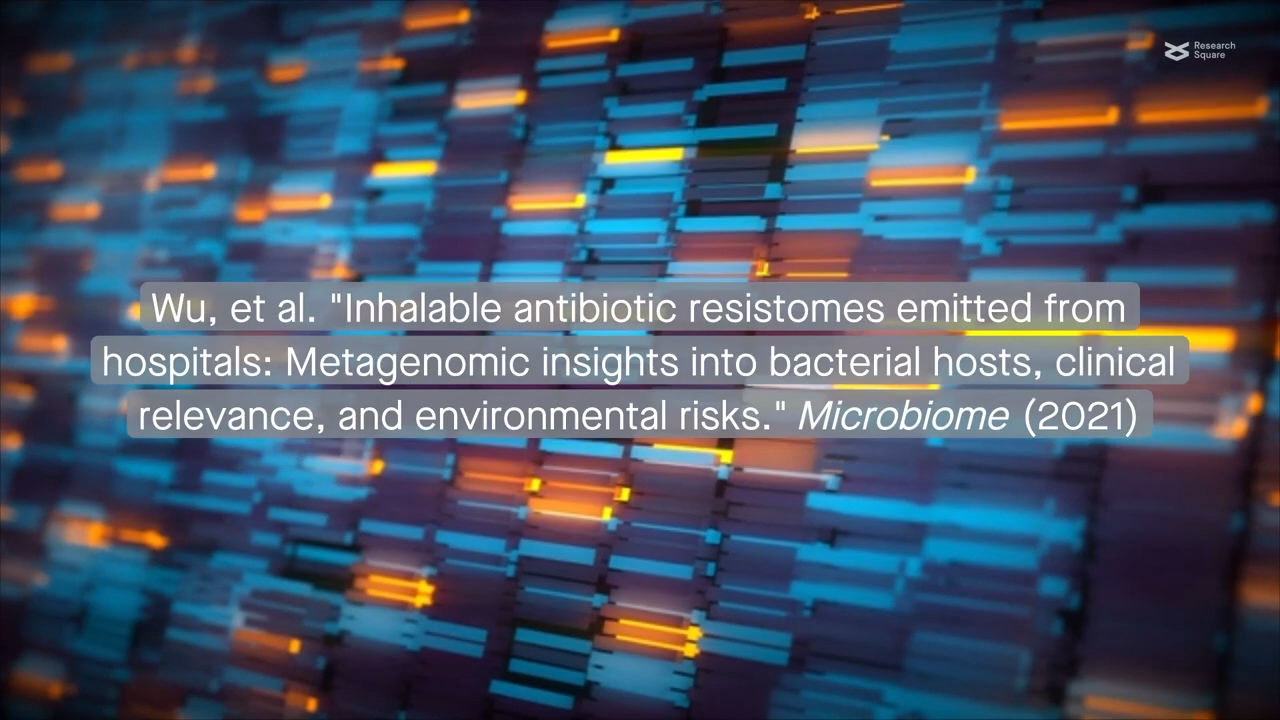 Research
Square
Wu, et al. "Inhalable antibiotic resistomes emitted from
hospitals: Metagenomic insights into bacterial hosts, clinical
relevance, and environmental risks." Microbiome (2021)